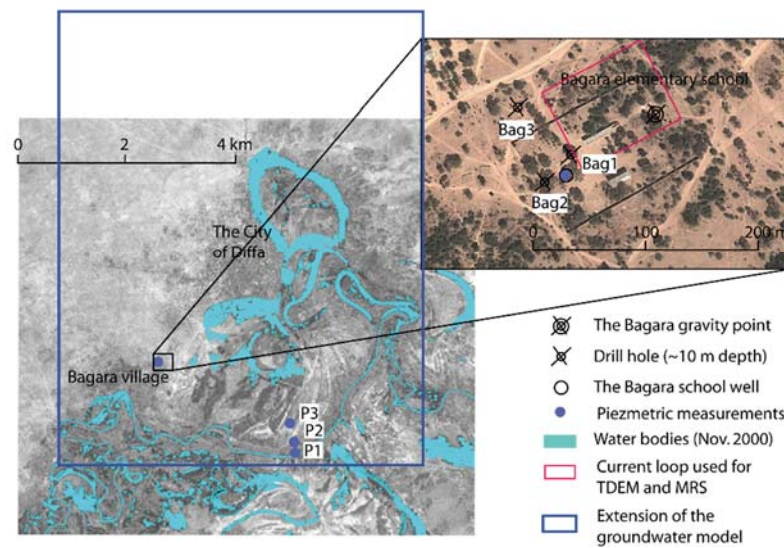 0
2
4 km
The City
of Diffa
Bagara village
P3
P2
P1
Bagara elementary school
Bag3
Bag1
Bag2
0
100
200 m
The Bagara gravity point
Drill hole (~10 m depth)
The Bagara school well
Piezmetric measurements
Water bodies (Nov. 2000)
Current loop used for
TDEM and MRS
Extension of the
groundwater model